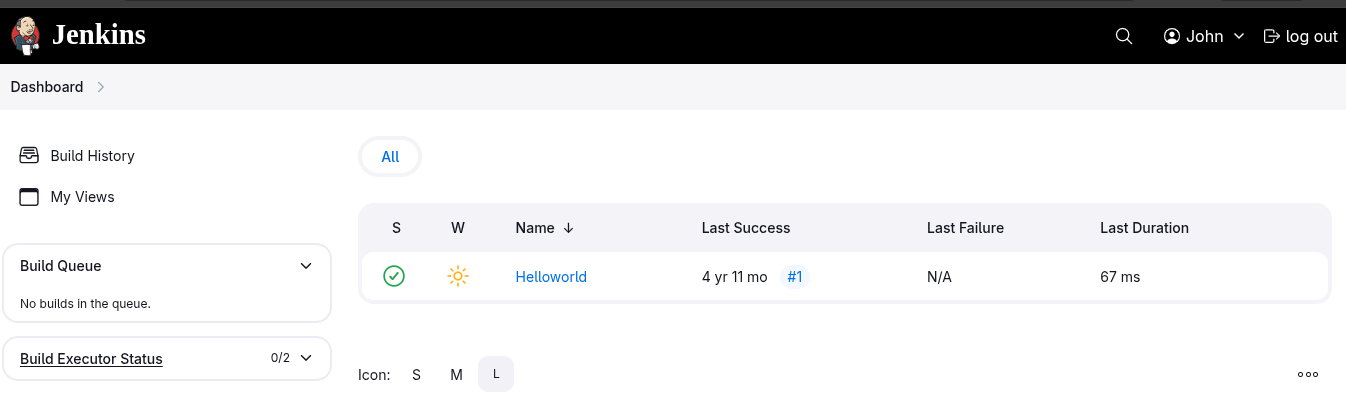 Jenkins
John
log out
Dashboard
Build History
My Views
Build Queue
No builds in the queue.
Build Executor Status 0/2
All
S W Name ↓ Last Success Last Failure Last Duration
Helloworld 4 yr 11 mo #1 N/A 67 ms
Icon: S M L